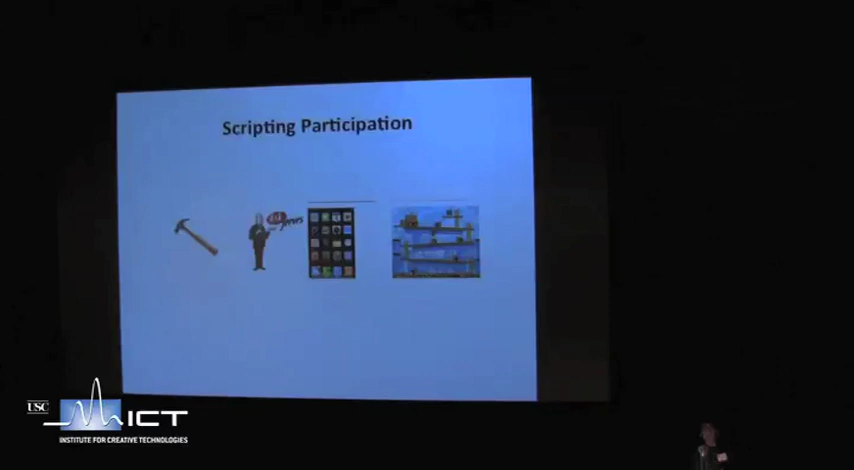 Scripting Participation
USC
ICT
INSTITUTE FOR CREATIVE TECHNOLOGIES